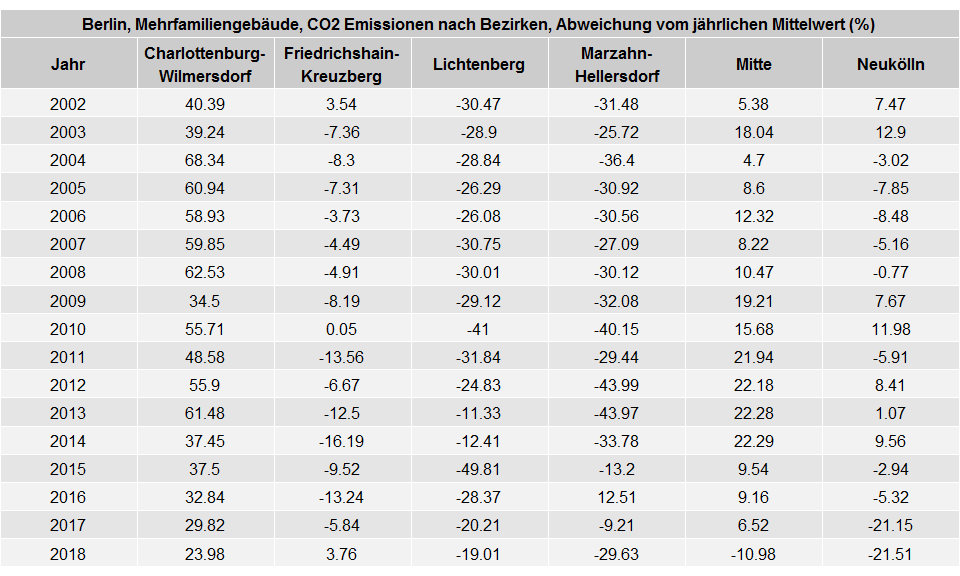 Berlin, Mehrfamiliengebäude, CO2 Emissionen nach Bezirken, Abweichung vom jährlichen Mittelwert (%)
Jahr Charlottenburg-Wilmersdorf Friedrichshain-Kreuzberg Lichtenberg Marzahn-Hellersdorf Mitte Neukölln
2002 40.39 3.54 -30.47 -31.48 5.38 7.47
2003 39.24 -7.36 -28.9 -25.72 18.04 12.9
2004 68.34 -8.3 -28.84 -36.4 4.7 -3.02
2005 60.94 -7.31 -26.29 -30.92 8.6 -7.85
2006 58.93 -3.73 -26.08 -30.56 12.32 -8.48
2007 59.85 -4.49 -30.75 -27.09 8.22 -5.16
2008 62.53 -4.91 -30.01 -30.12 10.47 -0.77
2009 34.5 -8.19 -29.12 -32.08 19.21 7.67
2010 55.71 0.05 -41 -40.15 15.68 11.98
2011 48.58 -13.56 -31.84 -29.44 21.94 -5.91
2012 55.9 -6.67 -24.83 -43.99 22.18 8.41
2013 61.48 -12.5 -11.33 -43.97 22.28 1.07
2014 37.45 -16.19 -12.41 -33.78 22.29 9.56
2015 37.5 -9.52 -49.81 -13.2 9.54 -2.94
2016 32.84 -13.24 -28.37 12.51 9.16 -5.32
2017 29.82 -5.84 -20.21 -9.21 6.52 -21.15
2018 23.98 3.76 -19.01 -29.63 -10.98 -21.51